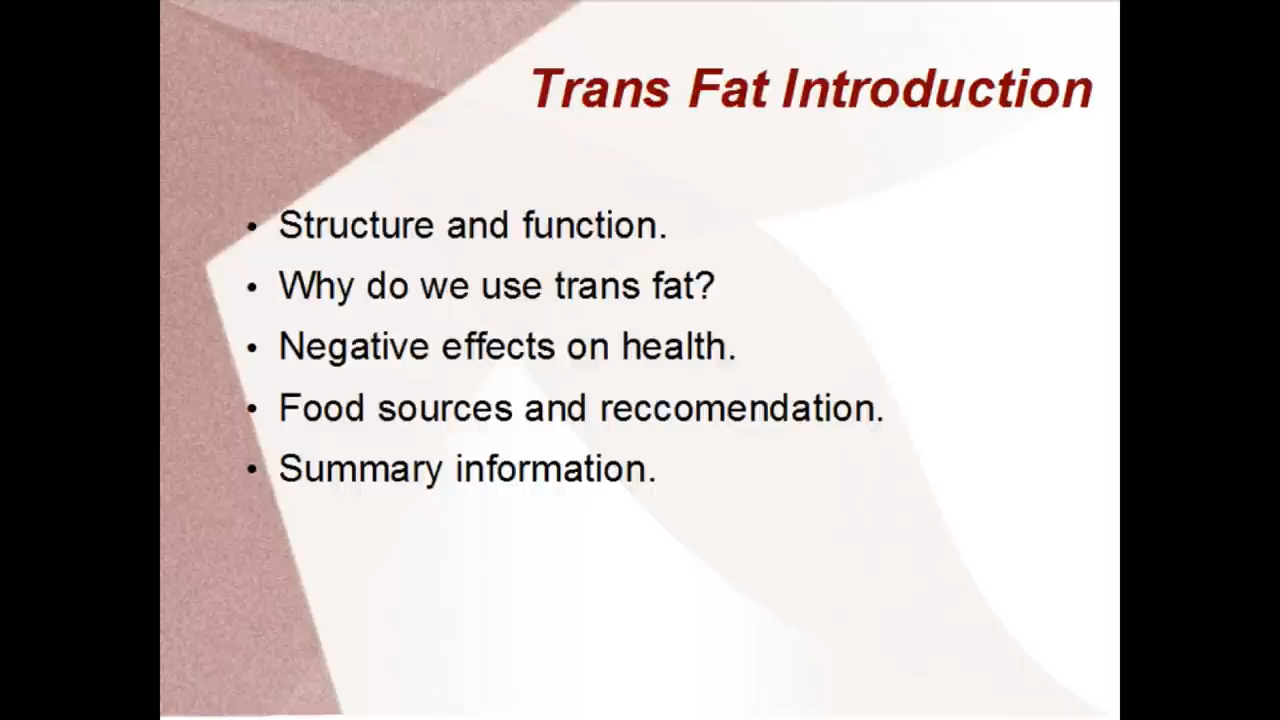 Trans Fat Introduction
• Structure and function.
• Why do we use trans fat?
• Negative effects on health.
• Food sources and reccomendation.
• Summary information.